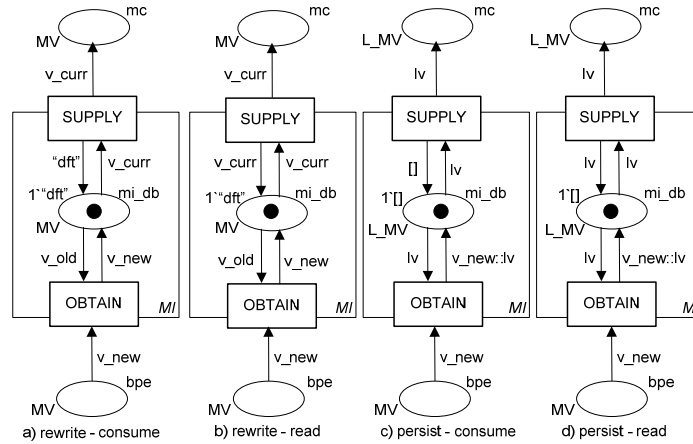 mc mc mc mc
MV MV L_MV L_MV
v_curr v_curr lv lv
SUPPLY SUPPLY SUPPLY SUPPLY
“dft” v_curr v_curr v_curr [] lv lv lv
1`“dft” mi_db 1`“dft” mi_db 1`[] mi_db 1`[] mi_db
MV MV L_MV L_MV
v_old v_new v_old v_new lv v_new::lv lv v_new::lv
OBTAIN MI OBTAIN MI OBTAIN MI OBTAIN MI
v_new v_new v_new v_new
bpe bpe bpe bpe
MV MV MV MV
a) rewrite - consume b) rewrite - read c) persist - consume d) persist - read